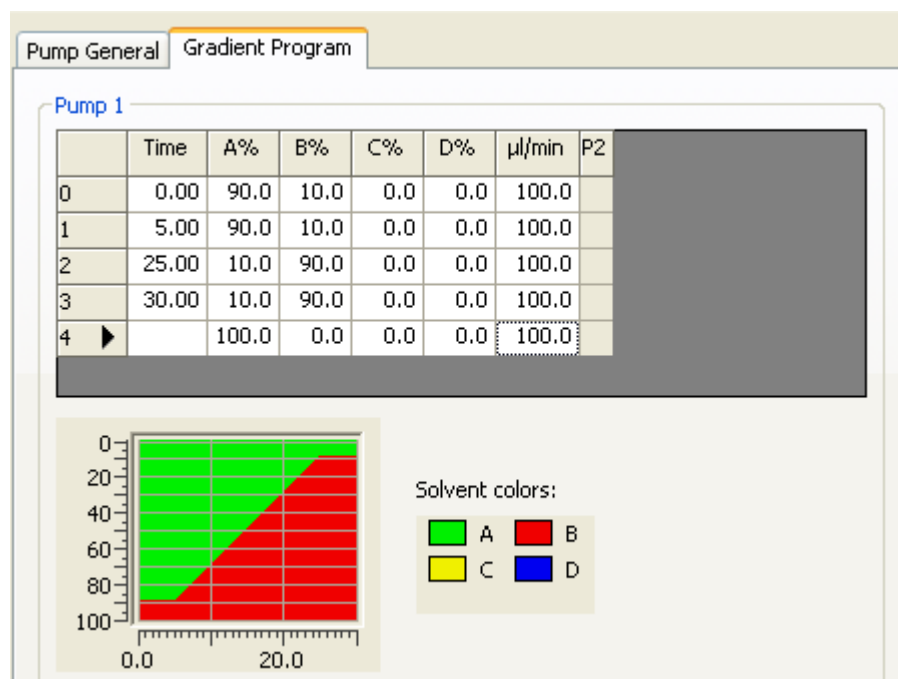 Pump General Gradient Program
Pump 1
Time A% B% C% D% µl/min P2
0 0.00 90.0 10.0 0.0 0.0 100.0
1 5.00 90.0 10.0 0.0 0.0 100.0
2 25.00 10.0 90.0 0.0 0.0 100.0
3 30.00 10.0 90.0 0.0 0.0 100.0
4 100.0 0.0 0.0 0.0 100.0
0
20
40
60
80
100
0.0 20.0
Solvent colors:
A B
C D